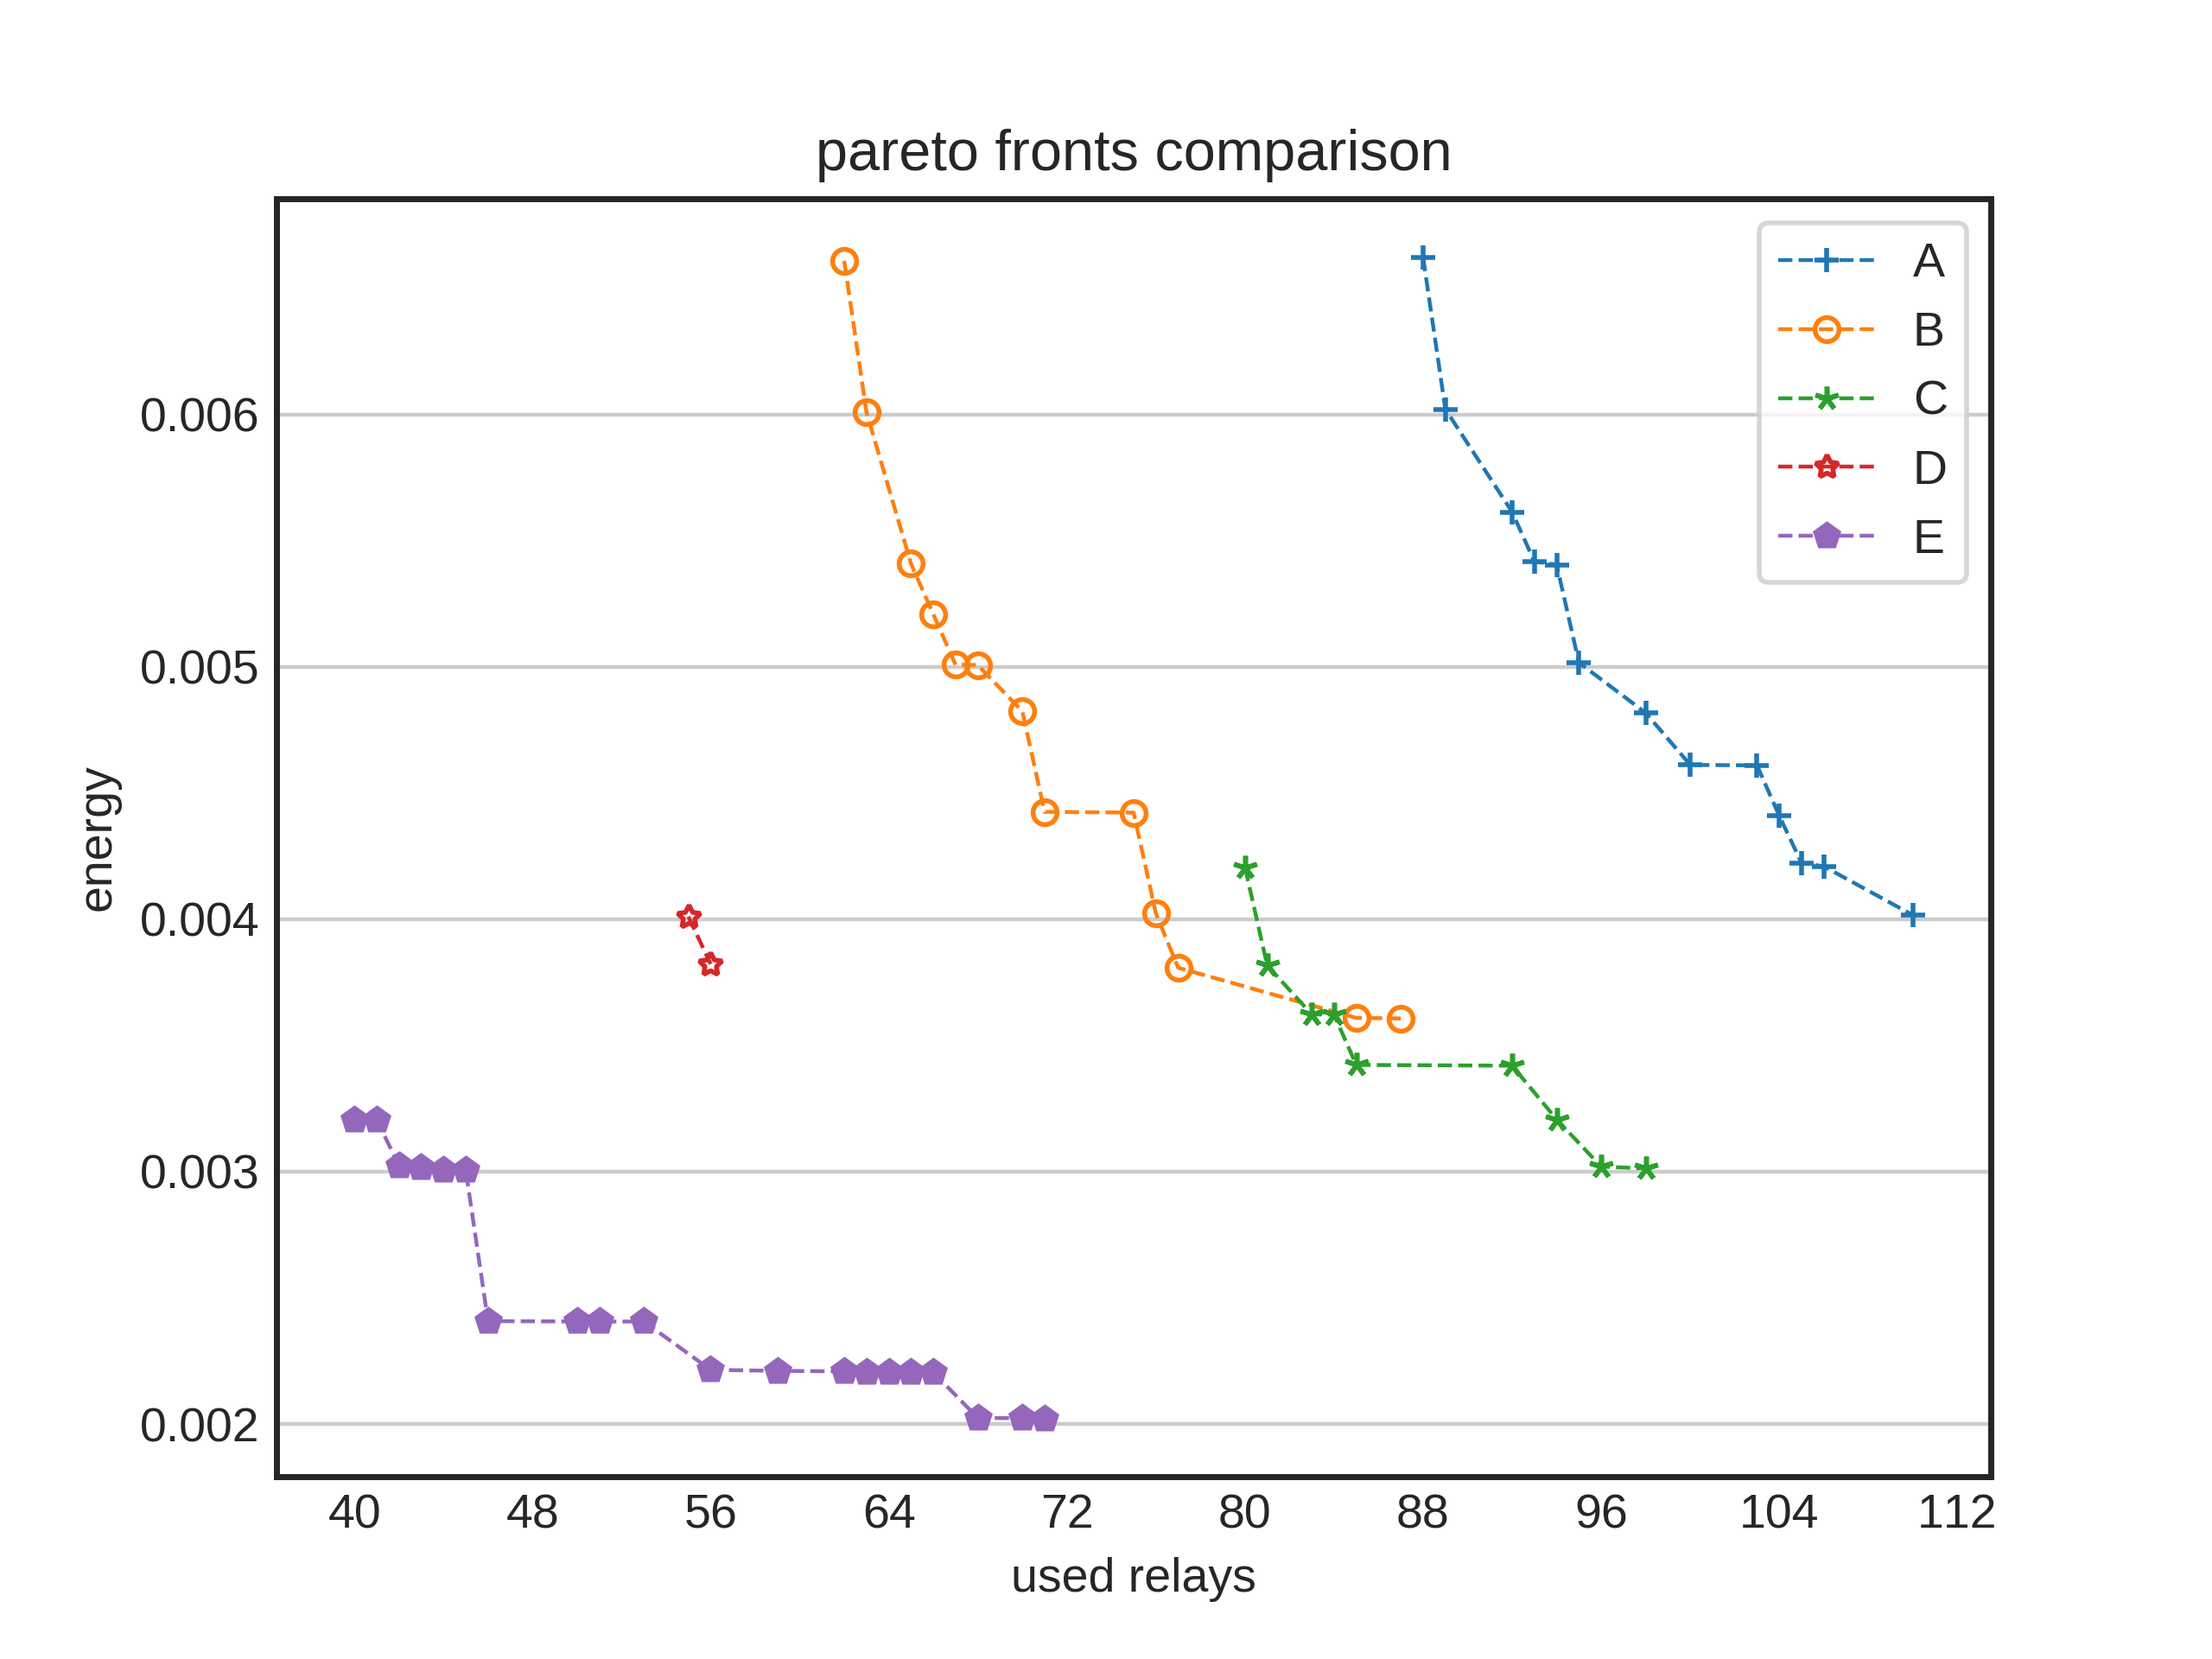 pareto fronts comparison
A
B
C
D
E
0.006
0.005
0.004
0.003
0.002
energy
40 48 56 64 72 80 88 96 104 112
used relays